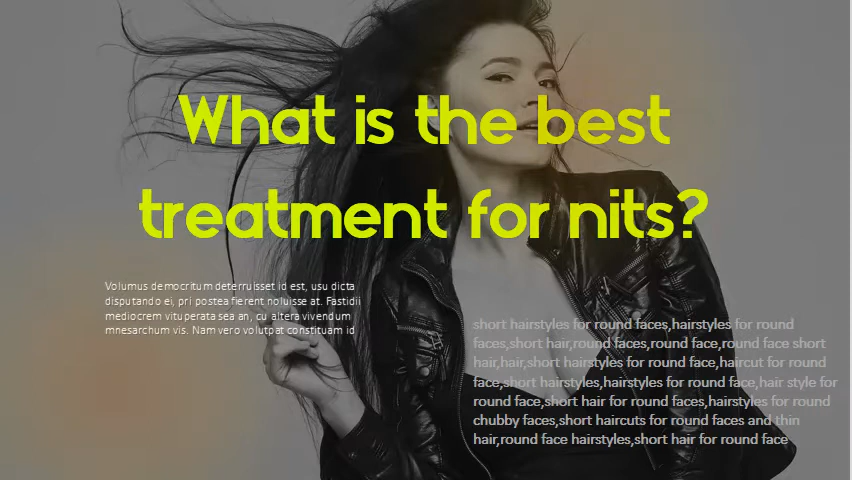 What is the best
treatment for nits?
Volumus democritum deterruisset id est, usu dicta
disputando ei, pri postea fierent noluisse at. Fastidii
mediocrem vituperata sea an, cu altera vivendum
mnesarchum vis. Nam vero volutpat constituam id
short hairstyles for round faces,hairstyles for round
faces,short hair,round faces,round face,round face short
hair,hair,short hairstyles for round face,haircut for round
face,short hairstyles,hairstyles for round face,hair style for
round face,short hair for round faces,hairstyles for round
chubby faces,short haircuts for round faces and thin
hair,round face hairstyles,short hair for round face